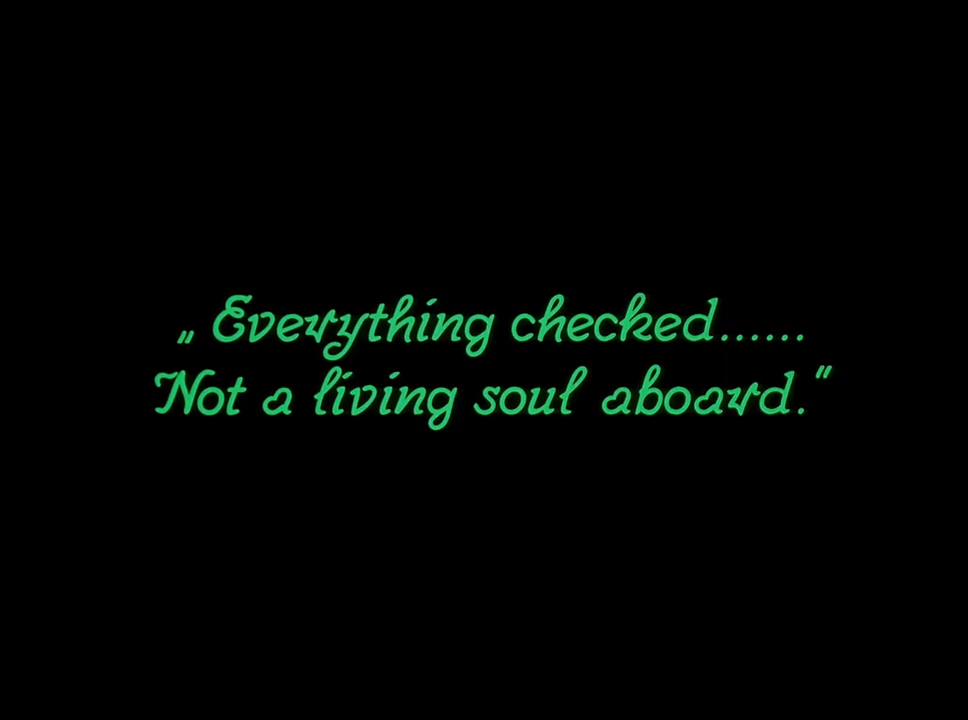 „Everything checked......
Not a living soul aboard.“